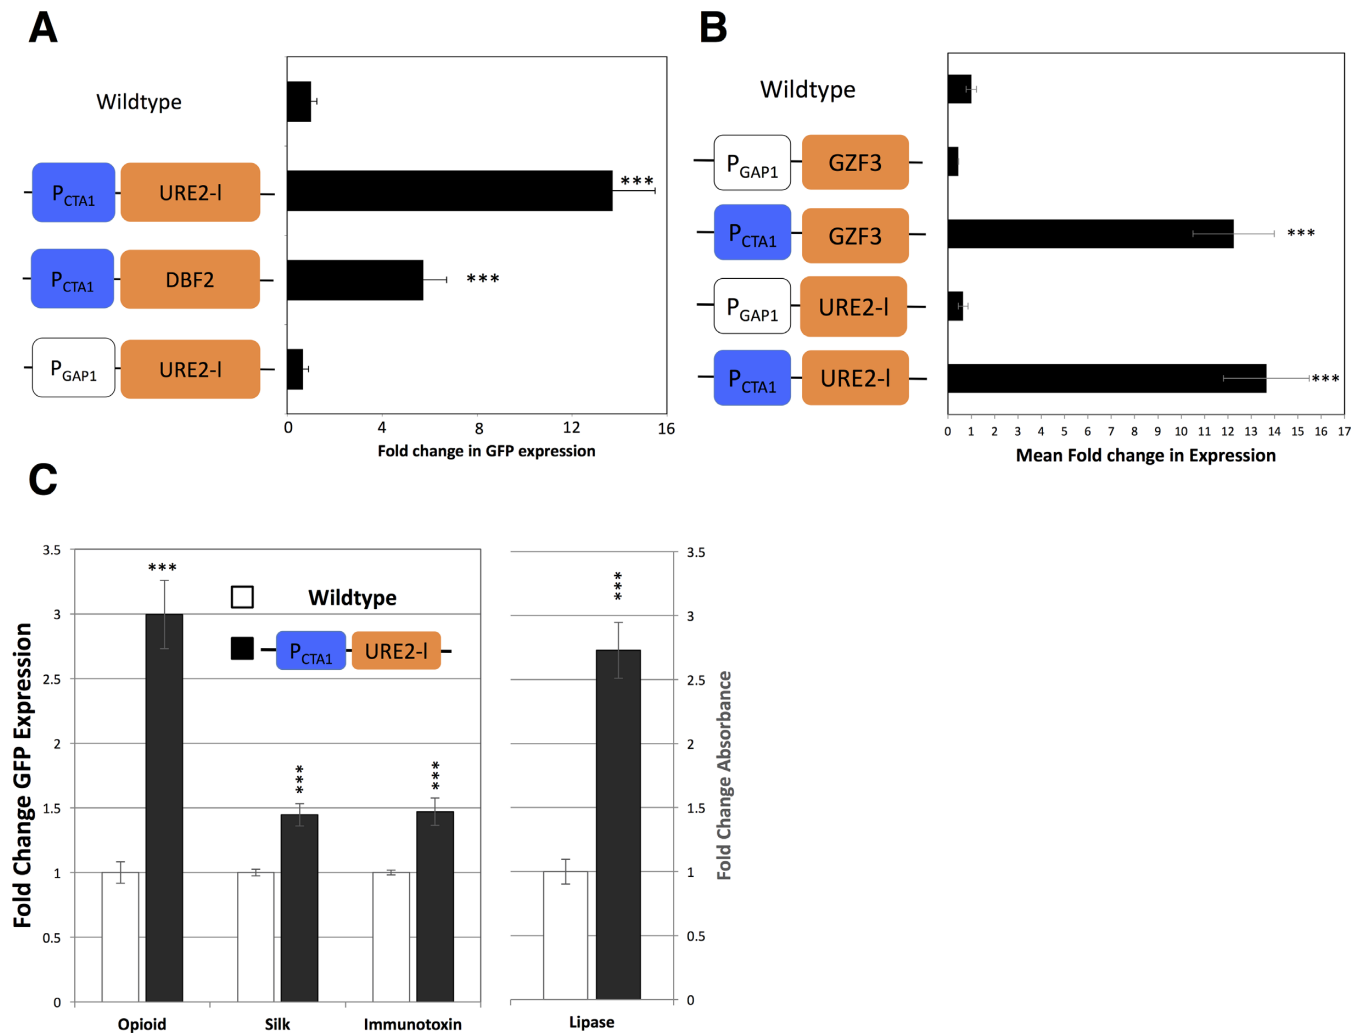 A
Wildtype
PCTA1 URE2-l ***
PCTA1 DBF2 ***
PGAP1 URE2-l
0 4 8 12 16
Fold change in GFP expression
B
Wildtype
PGAP1 GZF3
PCTA1 GZF3 ***
PGAP1 URE2-l
PCTA1 URE2-l ***
0 1 2 3 4 5 6 7 8 9 10 11 12 13 14 15 16 17
Mean Fold change in Expression
C
Fold Change GFP Expression
3.5
3
2.5
2
1.5
1
0.5
0
***
***
***
Wildtype
PCTA1 URE2-l
Opioid Silk Immunotoxin
***
3.5
3
2.5
2
1.5
1
0.5
0
Fold Change Absorbance
Lipase